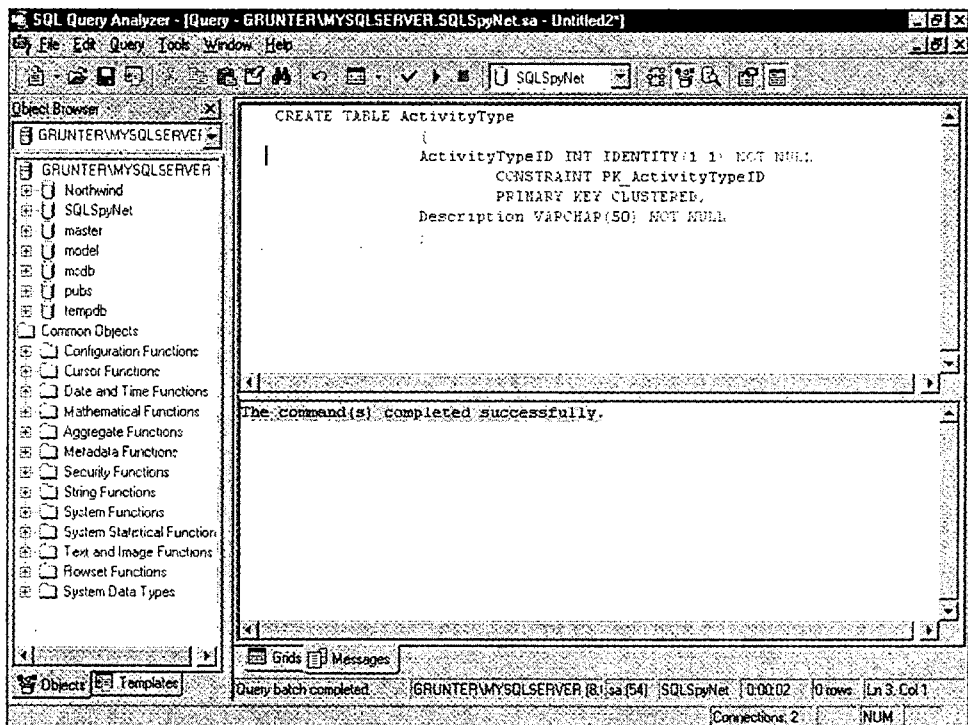 SQL Query Analyzer - [Query - GRUNTER\MYSQLSERVER.SQLSpyNet.sa - Untitled2*]
File Edit Query Tools Window Help
SQLSpyNet
Object Browser
GRUNTER\MYSQLSERVER
GRUNTER\MYSQLSERVER
Northwind
SQLSpyNet
master
model
msdb
pubs
tempdb
Common Objects
Configuration Functions
Cursor Functions
Date and Time Functions
Mathematical Functions
Aggregate Functions
Metadata Functions
Security Functions
String Functions
System Functions
System Statistical Function
Text and Image Functions
Rowset Functions
System Data Types
Objects Templates
CREATE TABLE ActivityType
(
ActivityTypeID INT IDENTITY(1,1) NOT NULL
CONSTRAINT PK_ActivityTypeID
PRIMARY KEY CLUSTERED,
Description VARCHAR(50) NOT NULL
)
The command(s) completed successfully.
Grids Messages
Query batch completed. GRUNTER\MYSQLSERVER (8.1) sa (54) SQLSpyNet 0:00:02 0 rows Ln 3, Col 1
Connections: 2 NUM